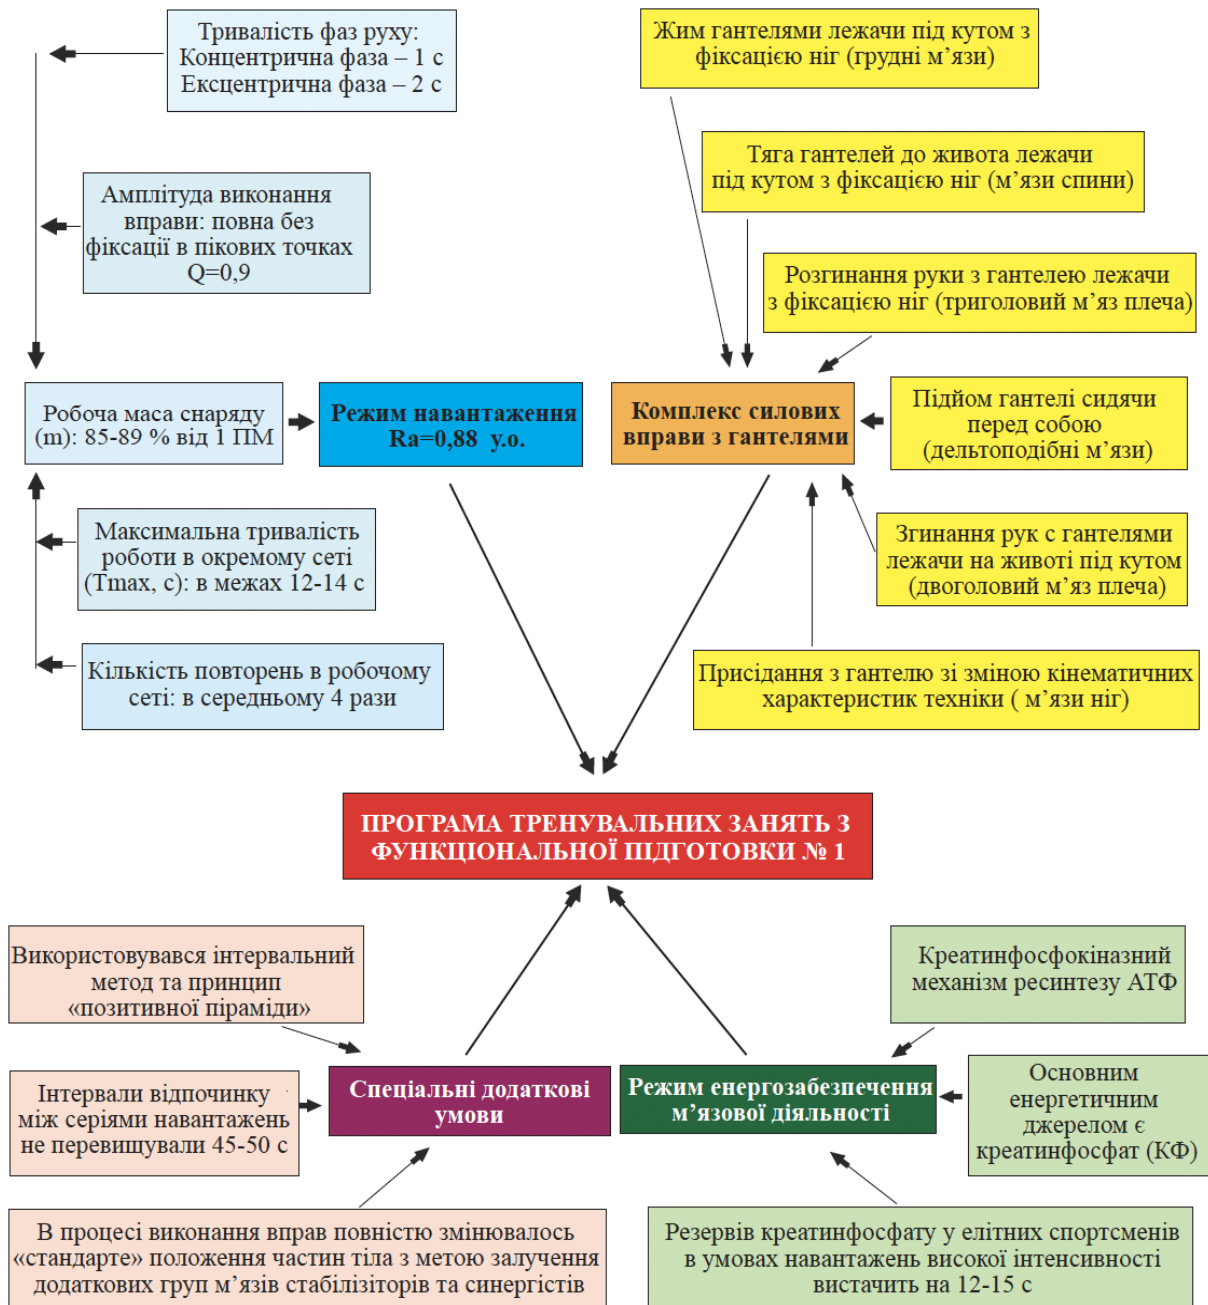 Тривалість фаз руху:
Концентрична фаза – 1 с
Ексцентрична фаза – 2 с
Амплітуда виконання
вправи: повна без
фіксації в пікових точках
Q=0,9
Робоча маса снаряду
(m): 85-89 % від 1 ПМ
Режим навантаження
Ra=0,88 у.о.
Максимальна тривалість
роботи в окремому сеті
(Tmax, с): в межах 12-14 с
Кількість повторень в робочому
сеті: в середньому 4 рази
Жим гантелями лежачи під кутом з
фіксацією ніг (грудні м’язи)
Тяга гантелей до живота лежачи
під кутом з фіксацією ніг (м’язи спини)
Розгинання руки з гантелею лежачи
з фіксацією ніг (триголовий м’яз плеча)
Комплекс силових
вправи з гантелями
Підйом гантелі сидячи
перед собою
(дельтоподібні м’язи)
Згинання рук с гантелями
лежачи на животі під кутом
(двоголовий м’яз плеча)
Присідання з гантелю зі зміною кінематичних
характеристик техніки ( м’язи ніг)
ПРОГРАМА ТРЕНУВАЛЬНИХ ЗАНЯТЬ З
ФУНКЦІОНАЛЬНОЇ ПІДГОТОВКИ № 1
Використовувався інтервальний
метод та принцип
«позитивної піраміди»
Інтервали відпочинку
між серіями навантажень
не перевищували 45-50 с
Спеціальні додаткові
умови
В процесі виконання вправ повністю змінювалось
«стандарте» положення частин тіла з метою залучення
додаткових груп м’язів стабілізіторів та синергістів
Креатинфосфокіназний
механізм ресинтезу АТФ
Режим енергозабезпечення
м’язової діяльності
Основним
енергетичним
джерелом є
креатинфосфат (КФ)
Резервів креатинфосфату у елітних спортсменів
в умовах навантажень високої інтенсивності
вистачить на 12-15 с